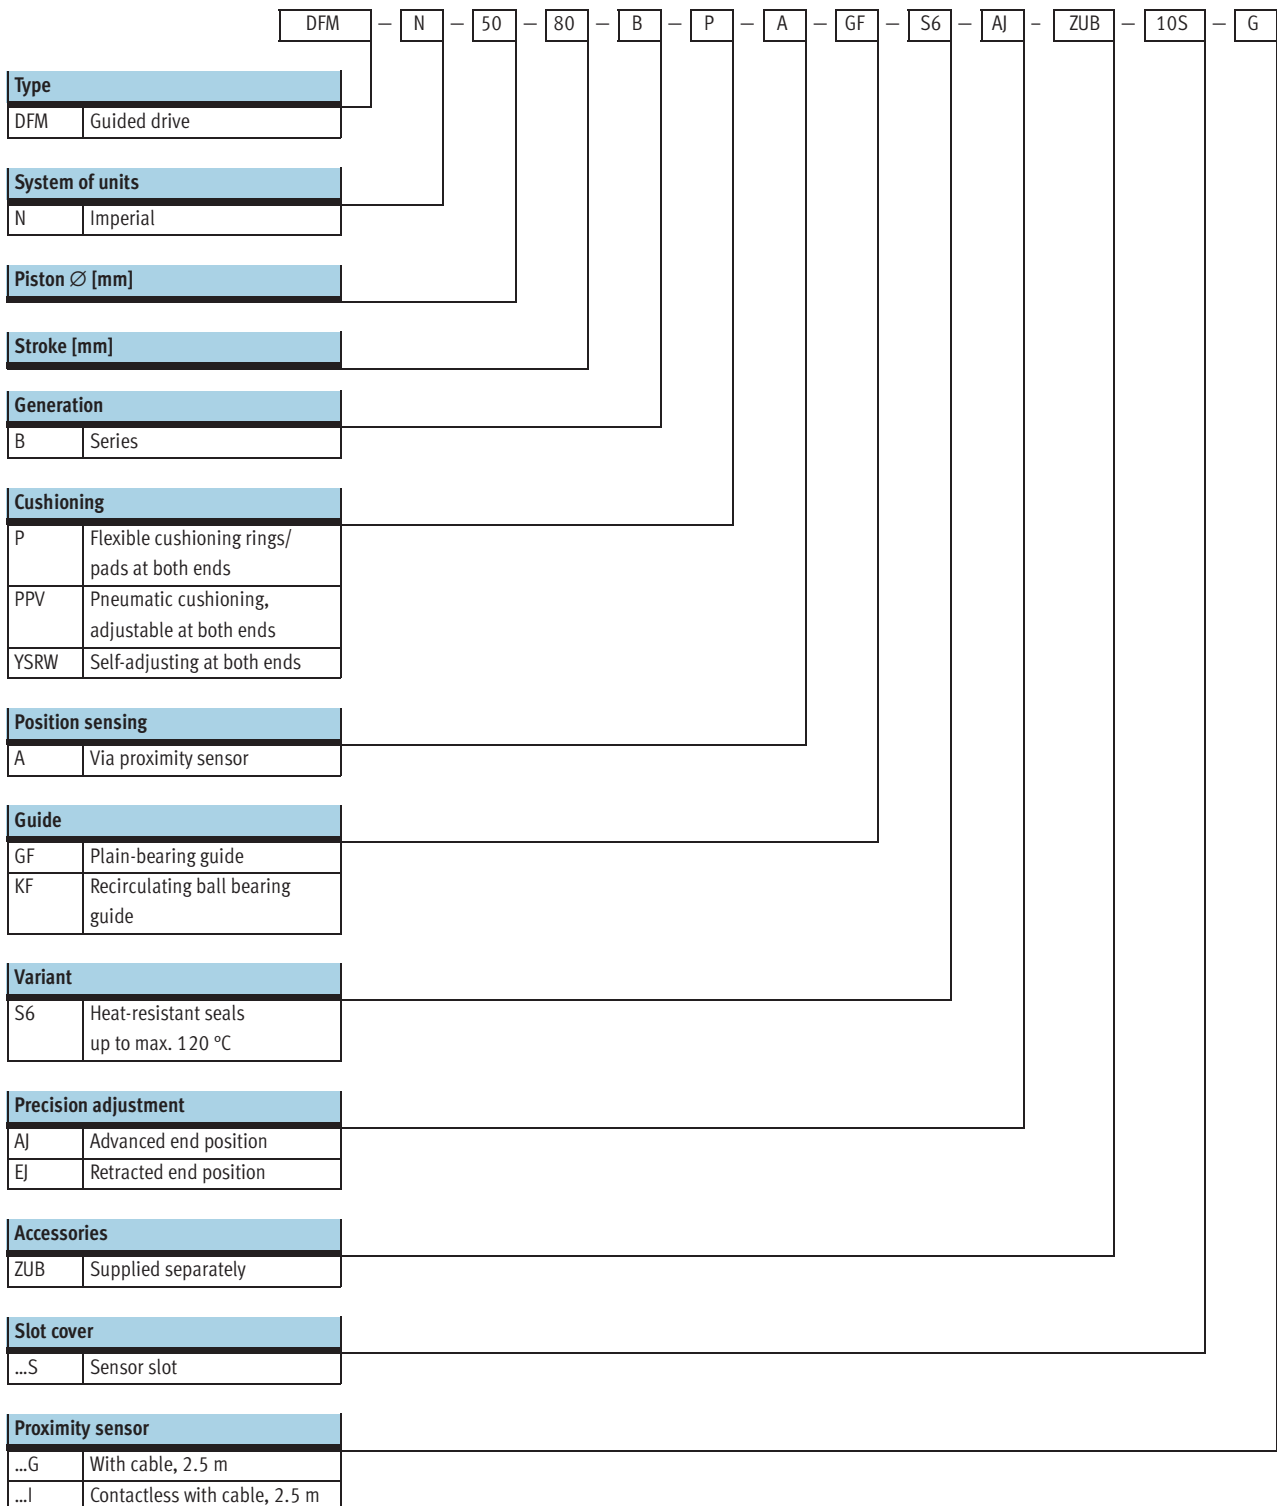 DFM – N – 50 – 80 – B – P – A – GF – S6 – AJ – ZUB – 10S – G
Type
DFM Guided drive
System of units
N Imperial
Piston ∅ [mm]
Stroke [mm]
Generation
B Series
Cushioning
P Flexible cushioning rings/
pads at both ends
PPV Pneumatic cushioning,
adjustable at both ends
YSRW Self-adjusting at both ends
Position sensing
A Via proximity sensor
Guide
GF Plain-bearing guide
KF Recirculating ball bearing
guide
Variant
S6 Heat-resistant seals
up to max. 120 °C
Precision adjustment
AJ Advanced end position
EJ Retracted end position
Accessories
ZUB Supplied separately
Slot cover
...S Sensor slot
Proximity sensor
...G With cable, 2.5 m
...I Contactless with cable, 2.5 m